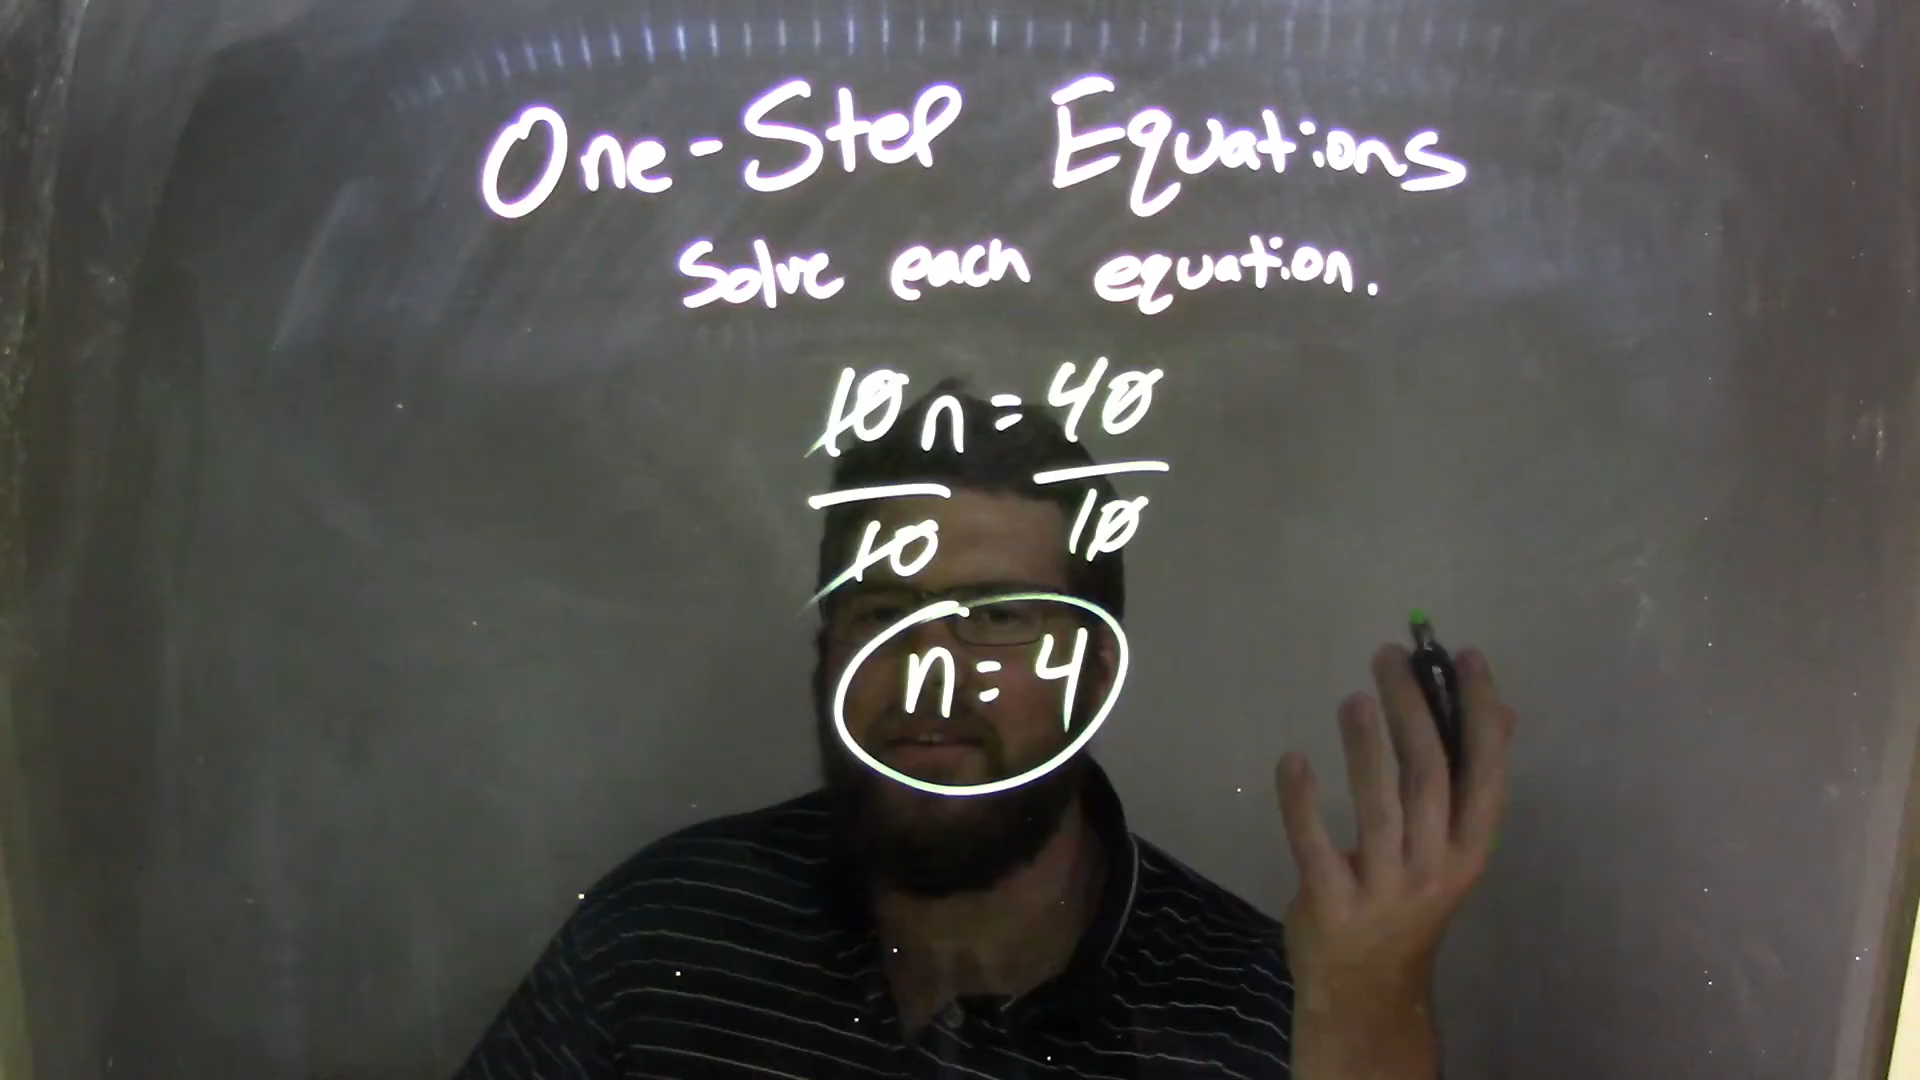 One-Step Equations
Solve each equation.
10n = 40
10 10
n = 4